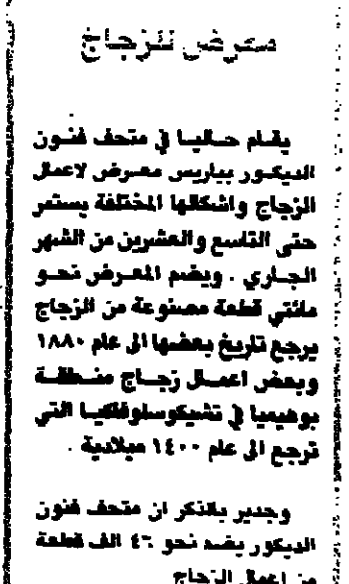 معرض للزجاج
يقام حاليا في متحف فنون
الديكور بباريس معرض لاعمال
الزجاج واشكالها المختلفة يستمر
حتى التاسع والعشرين من الشهر
الجاري . ويضم المعرض نحو
مائتي قطعة مصنوعة من الزجاج
يرجع تاريخ بعضها الى عام ١٨٨٠
وبعض اعمال زجاج منطقة
بوهيميا في تشيكوسلوفاكيا التي
ترجع الى عام ١٤٠٠ ميلادية .
وجدير بالذكر ان متحف فنون
الديكور يضم نحو ٤٦ الف قطعة
من اعمال الزجاج